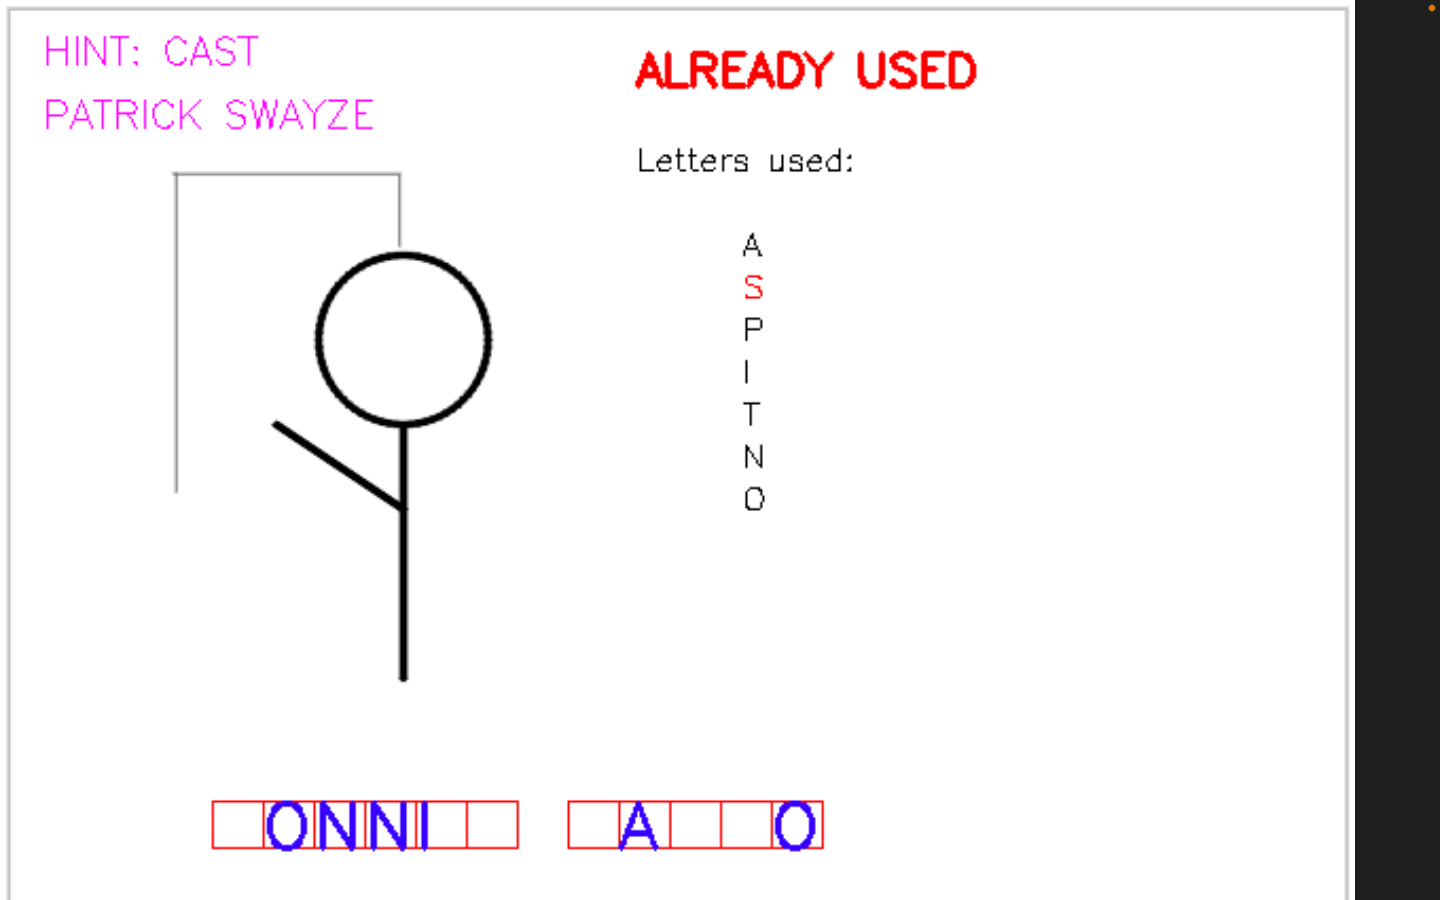 HINT: CAST
PATRICK SWAYZE
ALREADY USED
Letters used:
A
S
P
I
T
N
O
ONNI A O